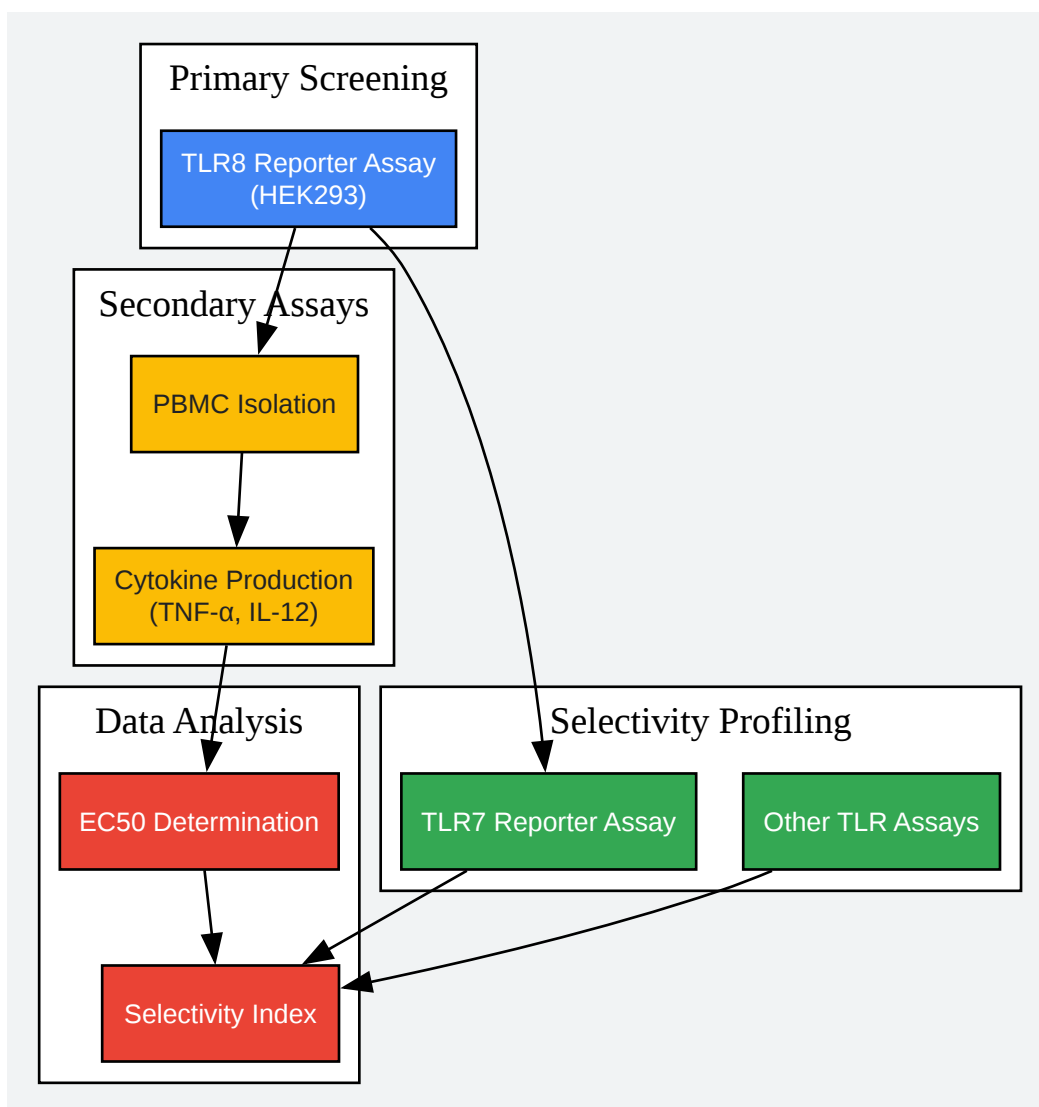 Primary Screening
TLR8 Reporter Assay
(HEK293)
Secondary Assays
PBMC Isolation
Cytokine Production
(TNF-α, IL-12)
Data Analysis
EC50 Determination
Selectivity Index
Selectivity Profiling
TLR7 Reporter Assay
Other TLR Assays